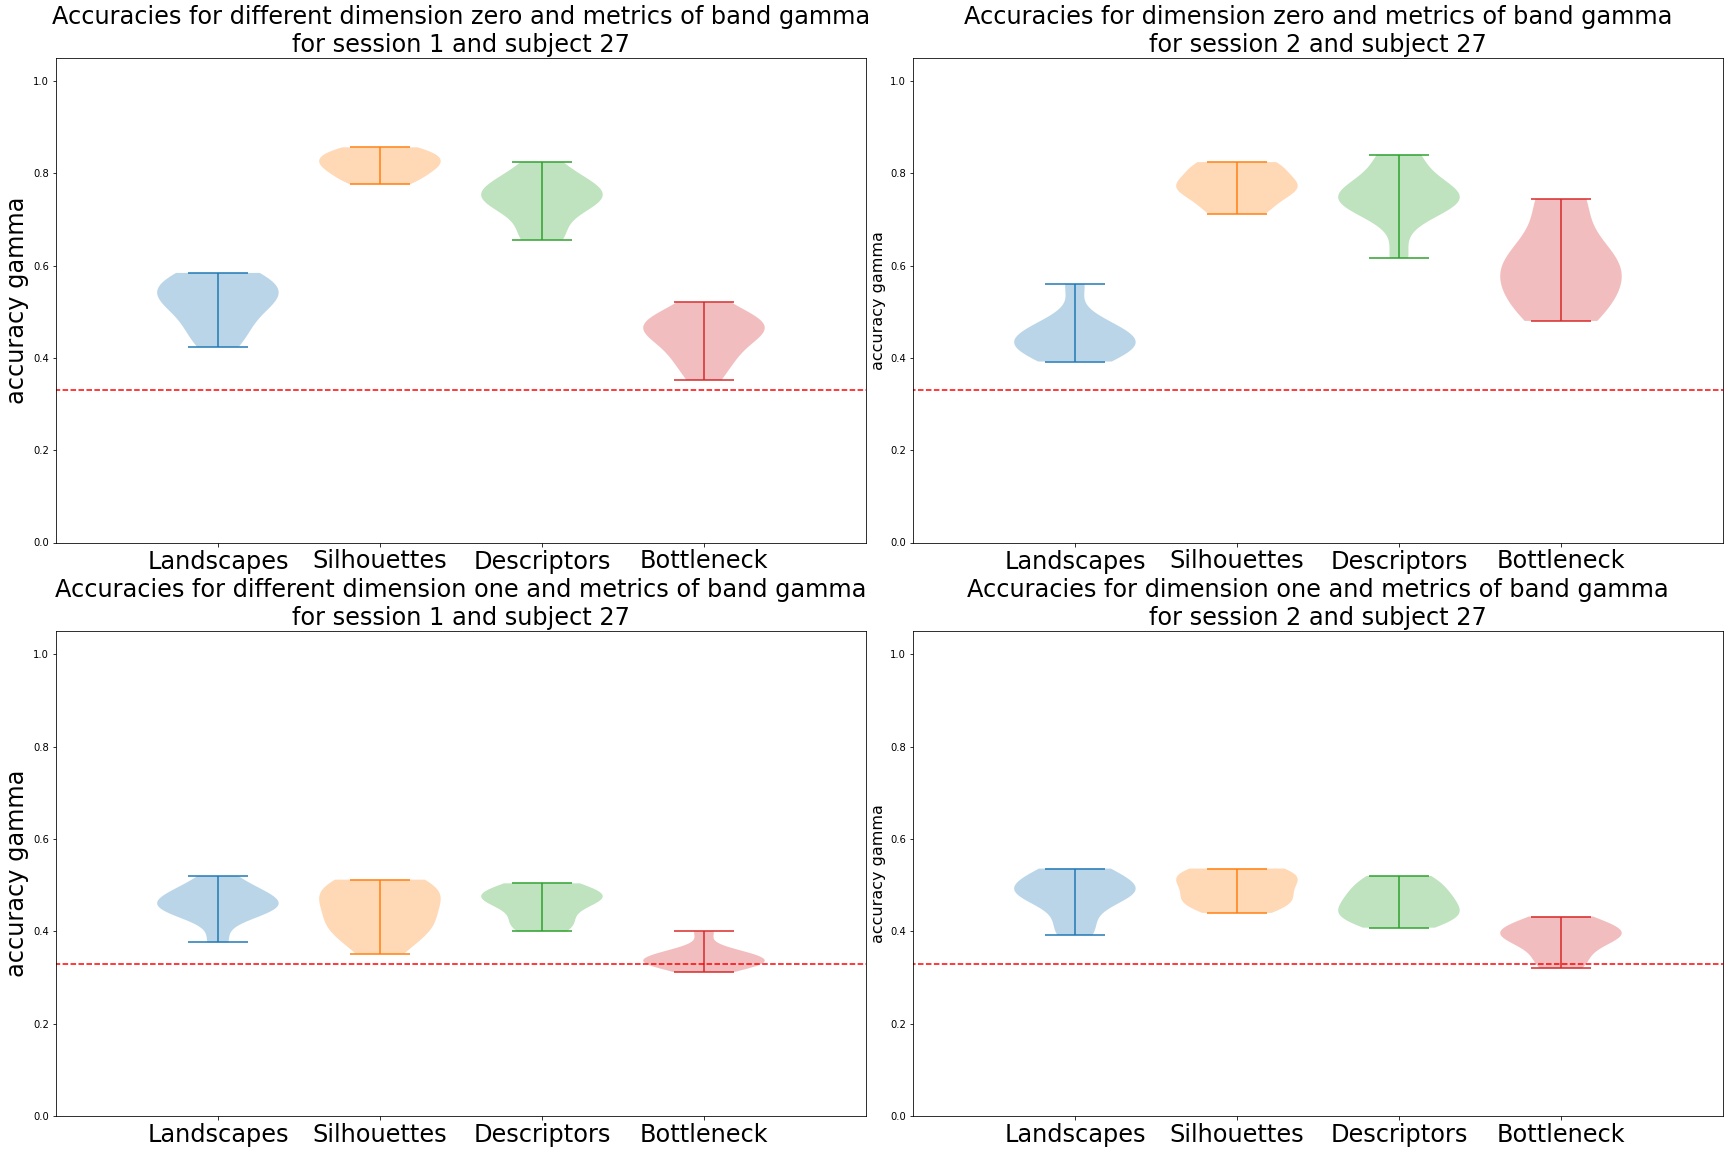 Accuracies for different dimension zero and metrics of band gamma
for session 1 and subject 27
accuracy gamma
1.0
0.8
0.6
0.4
0.2
0.0
Landscapes Silhouettes Descriptors Bottleneck
Accuracies for dimension zero and metrics of band gamma
for session 2 and subject 27
accuracy gamma
1.0
0.8
0.6
0.4
0.2
0.0
Landscapes Silhouettes Descriptors Bottleneck
Accuracies for different dimension one and metrics of band gamma
for session 1 and subject 27
accuracy gamma
1.0
0.8
0.6
0.4
0.2
0.0
Landscapes Silhouettes Descriptors Bottleneck
Accuracies for dimension one and metrics of band gamma
for session 2 and subject 27
accuracy gamma
1.0
0.8
0.6
0.4
0.2
0.0
Landscapes Silhouettes Descriptors Bottleneck